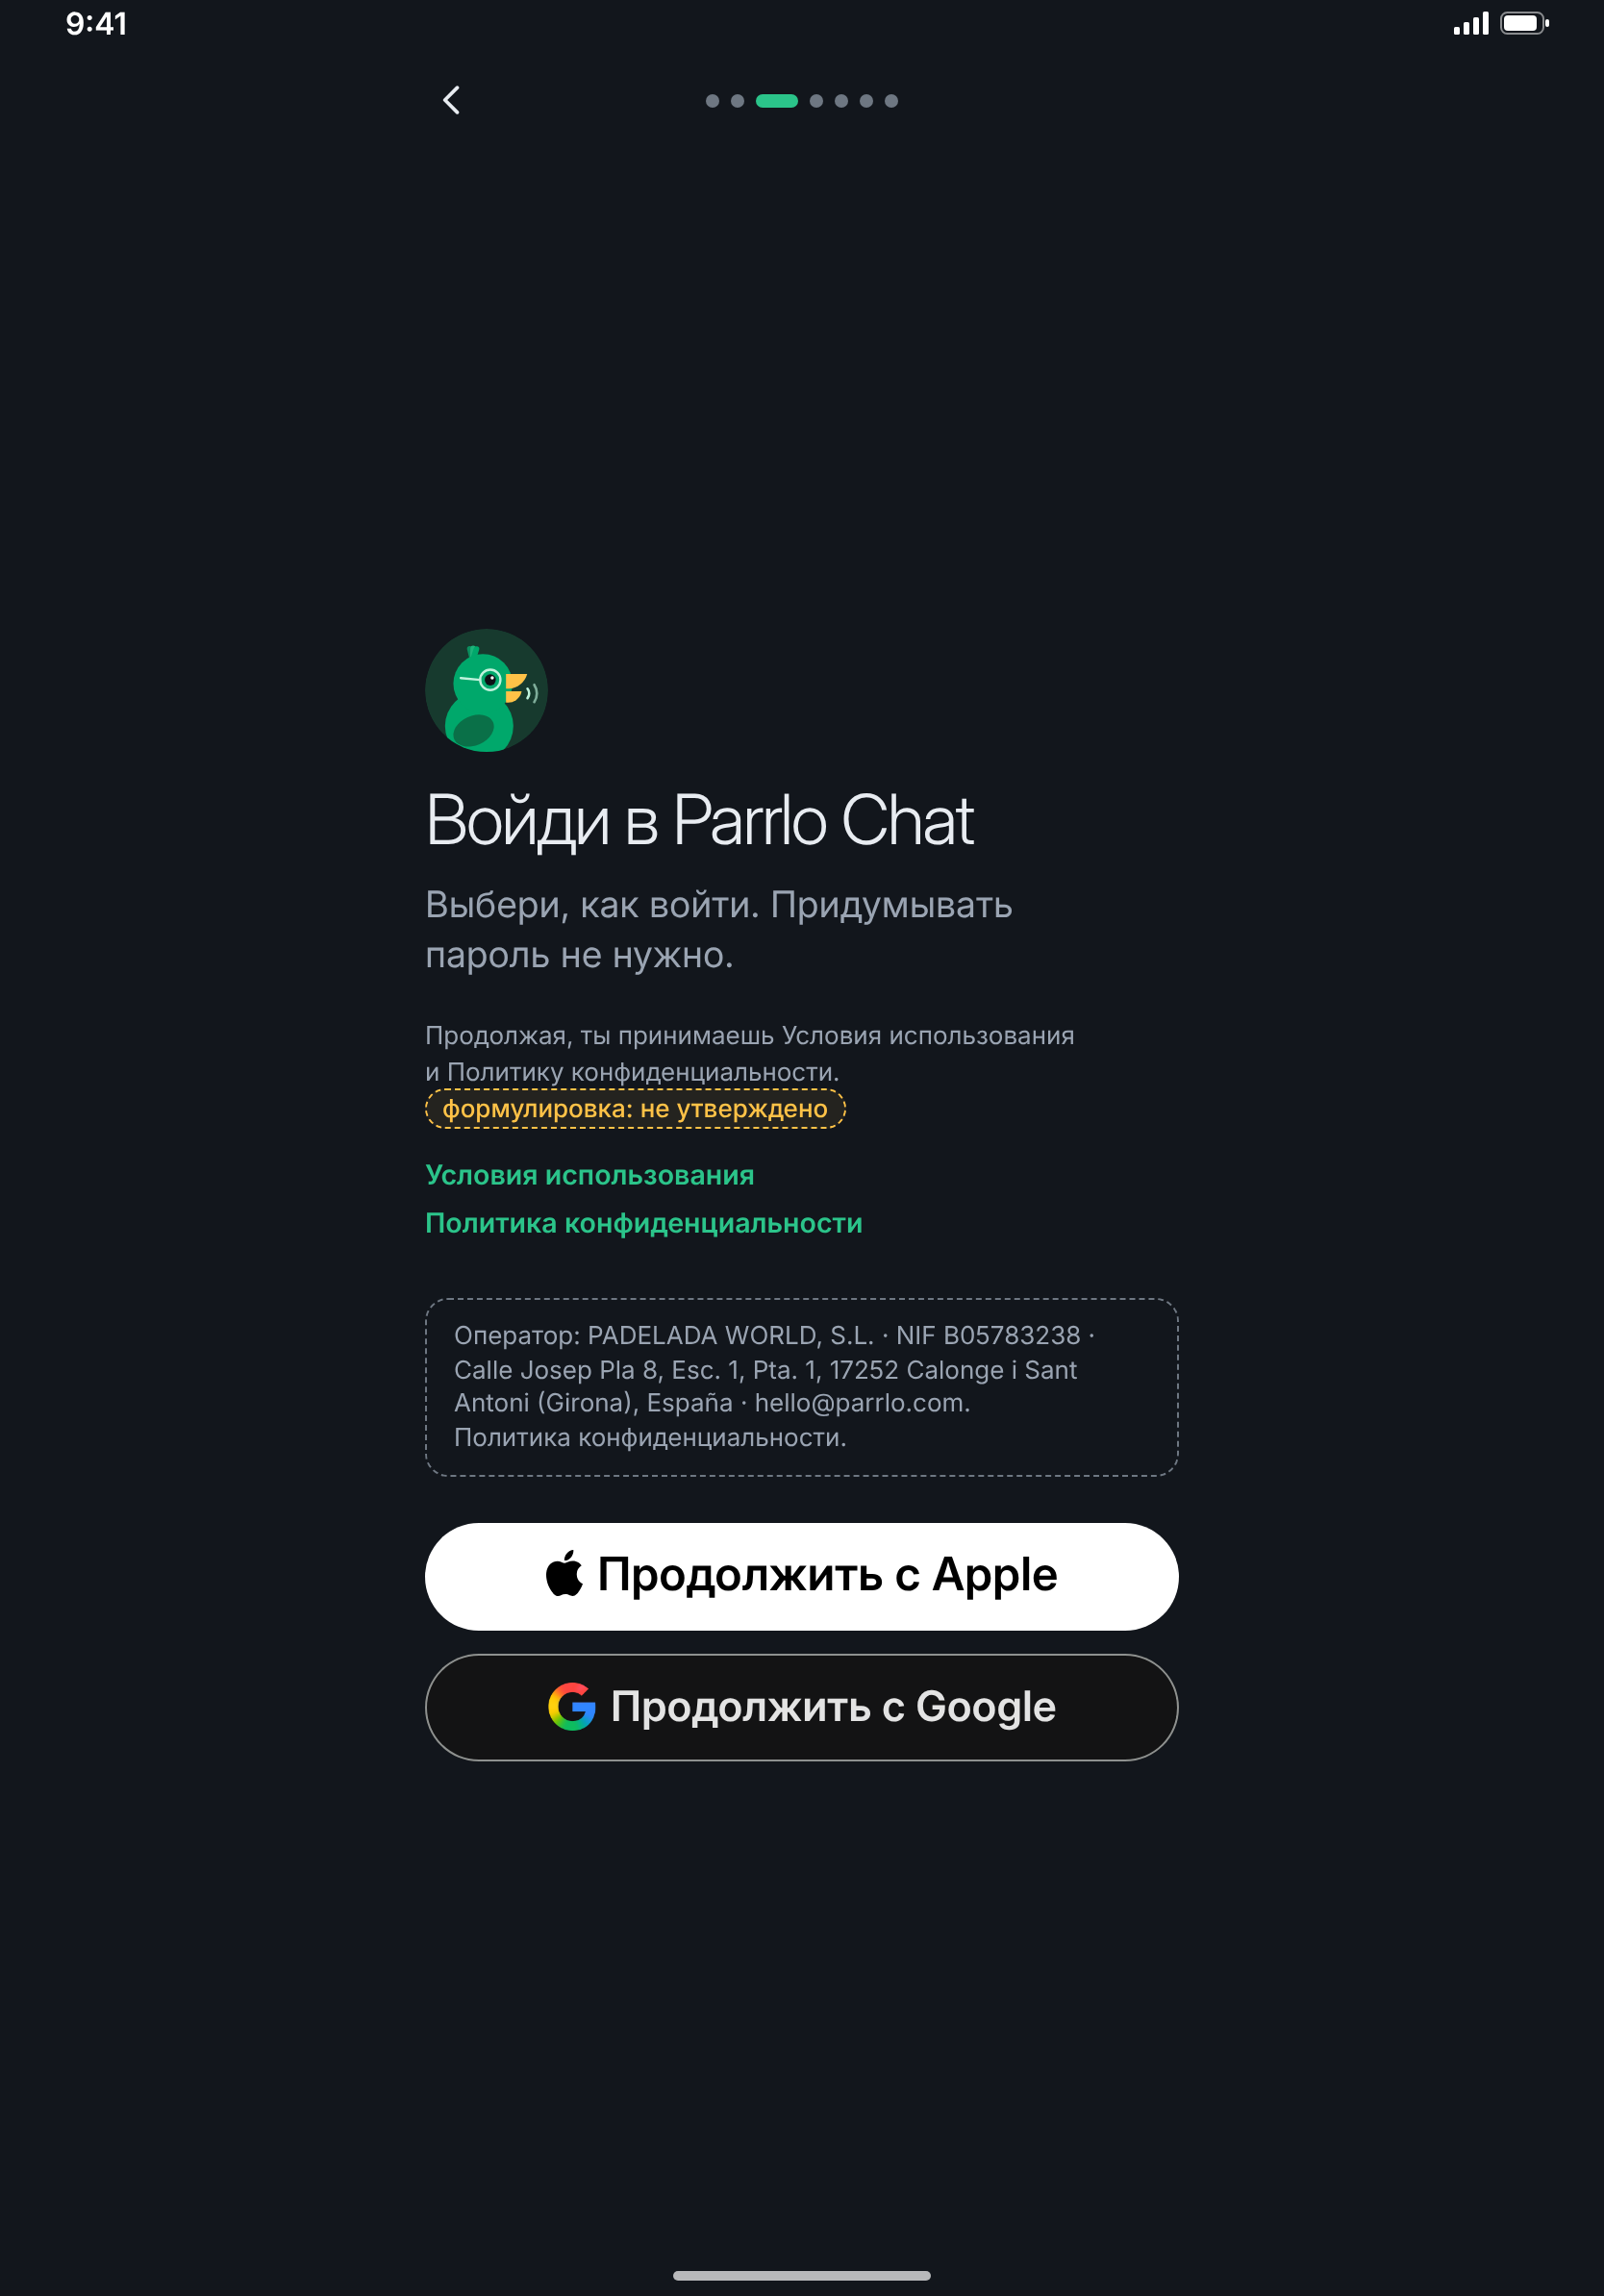 9:41
Войди в Parrlo Chat
Выбери, как войти. Придумывать
пароль не нужно.
Продолжая, ты принимаешь Условия использования
и Политику конфиденциальности.
формулировка: не утверждено
Условия использования
Политика конфиденциальности
Оператор: PADELADA WORLD, S.L. · NIF B05783238 ·
Calle Josep Pla 8, Esc. 1, Pta. 1, 17252 Calonge i Sant
Antoni (Girona), España · hello@parrlo.com.
Политика конфиденциальности.
Продолжить с Apple
Продолжить с Google